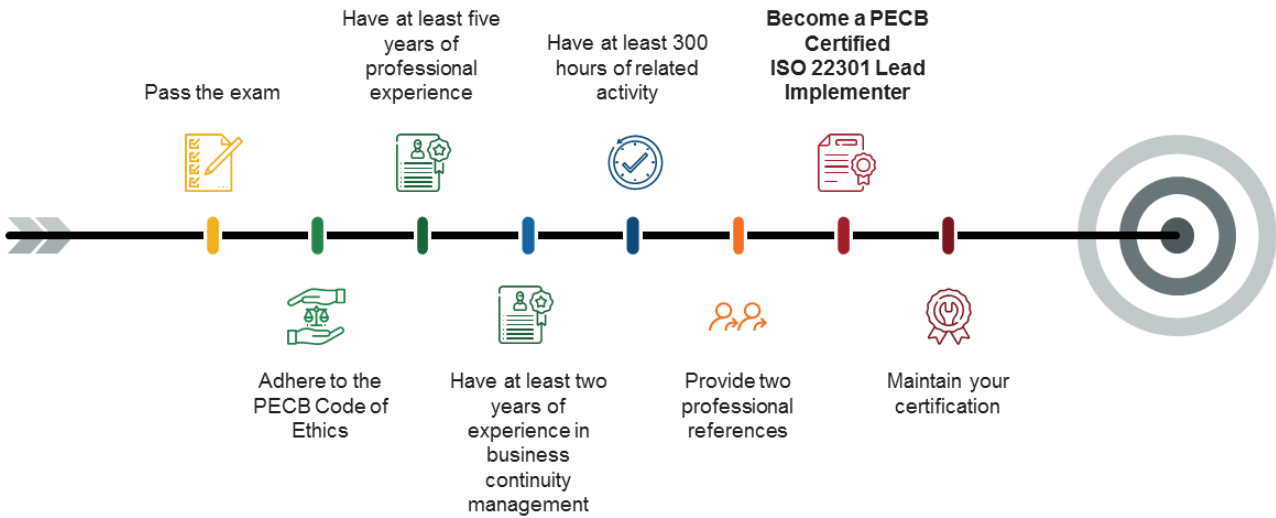 Pass the exam
Have at least five
years of
professional
experience
Have at least 300
hours of related
activity
Become a PECB
Certified
ISO 22301 Lead
Implementer
Adhere to the
PECB Code of
Ethics
Have at least two
years of
experience in
business
continuity
management
Provide two
professional
references
Maintain your
certification